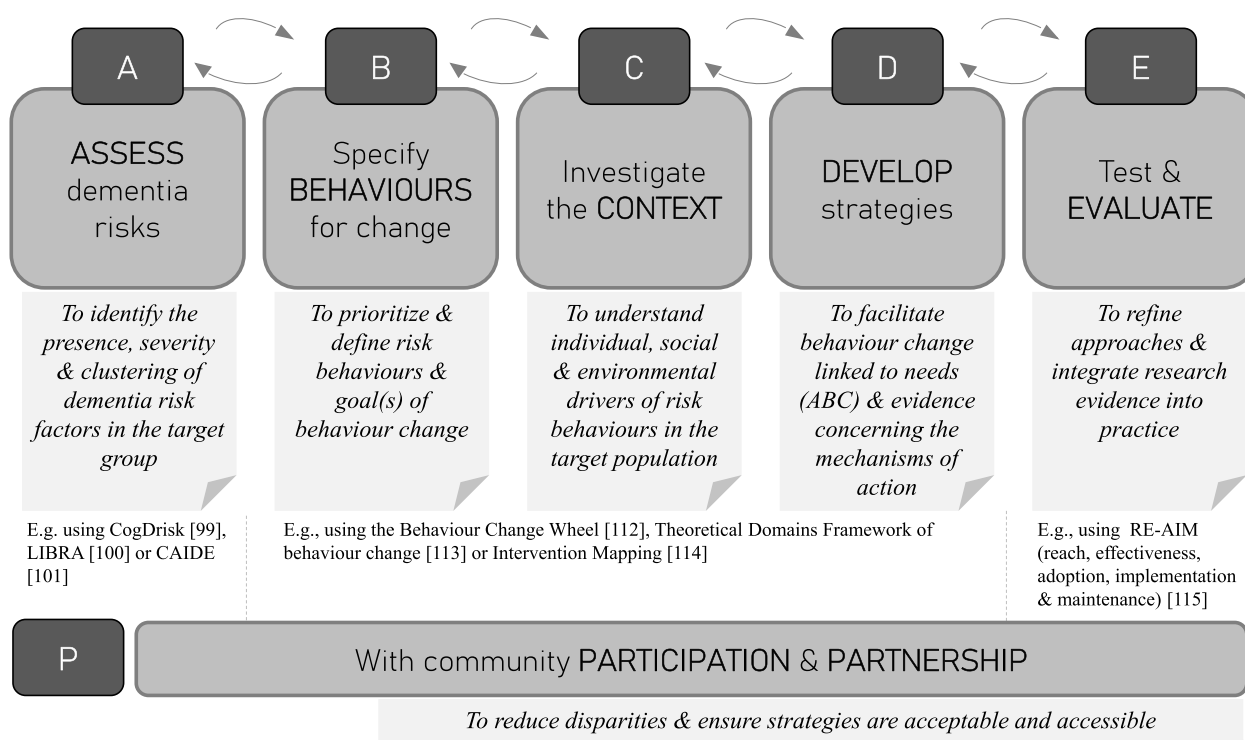 A
B
C
D
E
ASSESS
dementia
risks
Specify
BEHAVIOURS
for change
Investigate
the CONTEXT
DEVELOP
strategies
Test &
EVALUATE
To identify the
presence, severity
& clustering of
dementia risk
factors in the target
group
To prioritize &
define risk
behaviours &
goal(s) of
behaviour change
To understand
individual, social
& environmental
drivers of risk
behaviours in the
target population
To facilitate
behaviour change
linked to needs
(ABC) & evidence
concerning the
mechanisms of
action
To refine
approaches &
integrate research
evidence into
practice
E.g. using CogDrisk [99],
LIBRA [100] or CAIDE
[101]
E.g., using the Behaviour Change Wheel [112], Theoretical Domains Framework of
behaviour change [113] or Intervention Mapping [114]
E.g., using RE-AIM
(reach, effectiveness,
adoption, implementation
& maintenance) [115]
P
With community PARTICIPATION & PARTNERSHIP
To reduce disparities & ensure strategies are acceptable and accessible